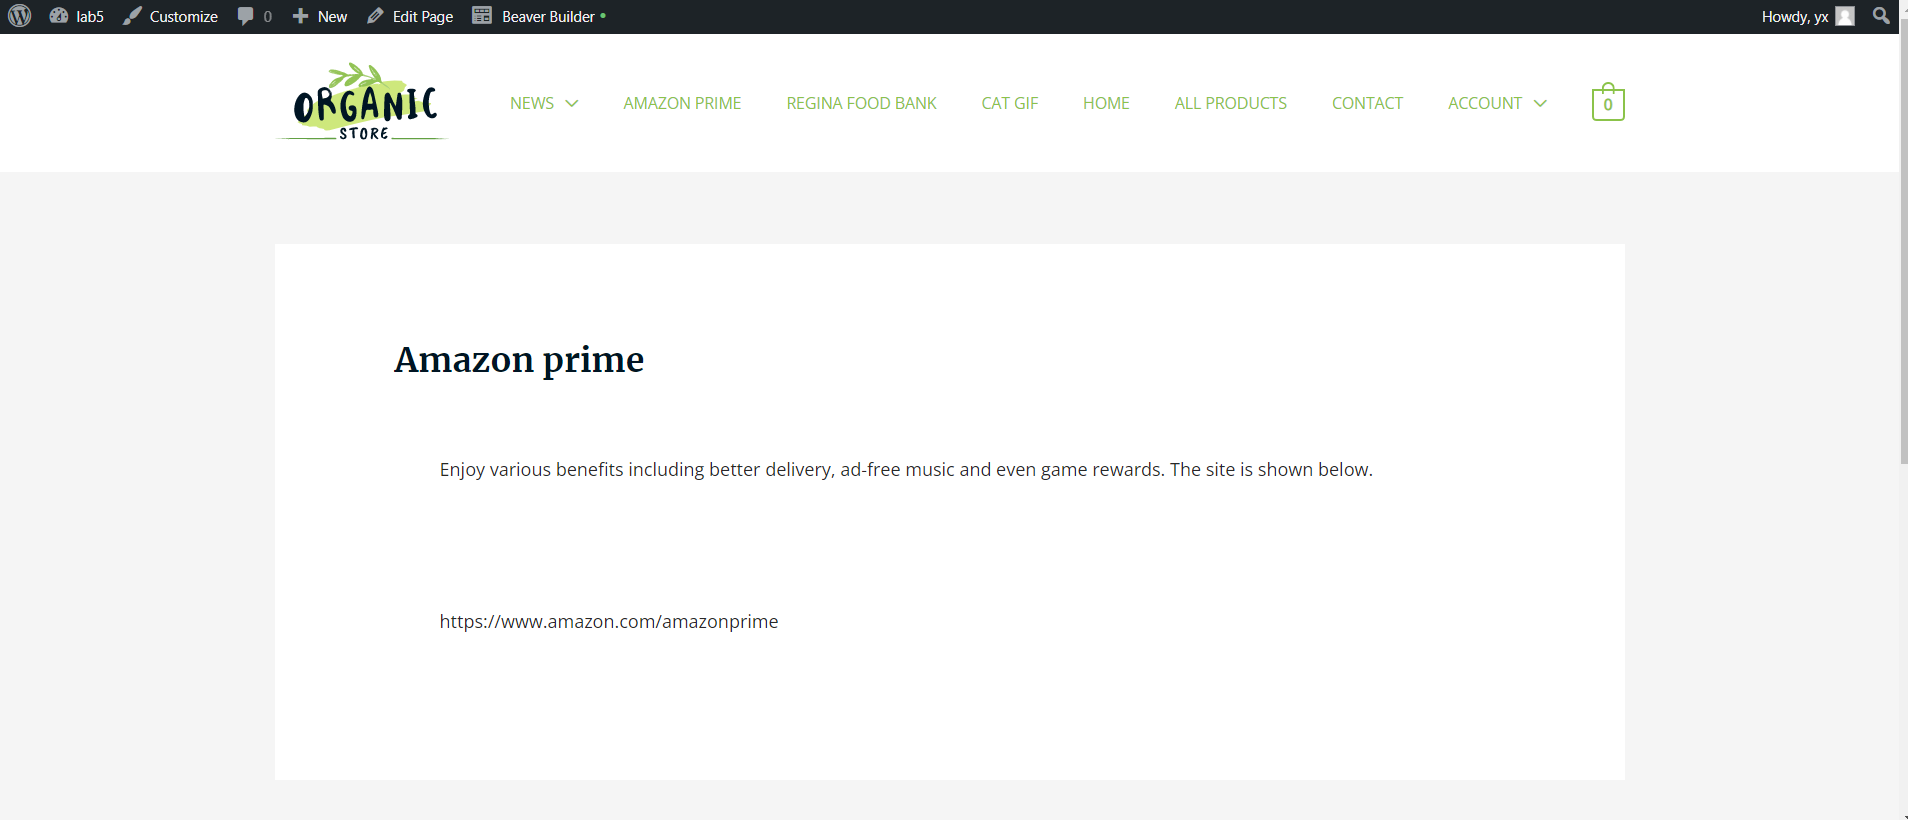 lab5 Customize 0 New Edit Page Beaver Builder Howdy, yx
ORGANIC
STORE
NEWS AMAZON PRIME REGINA FOOD BANK CAT GIF HOME ALL PRODUCTS CONTACT ACCOUNT 0
Amazon prime
Enjoy various benefits including better delivery, ad-free music and even game rewards. The site is shown below.
https://www.amazon.com/amazonprime